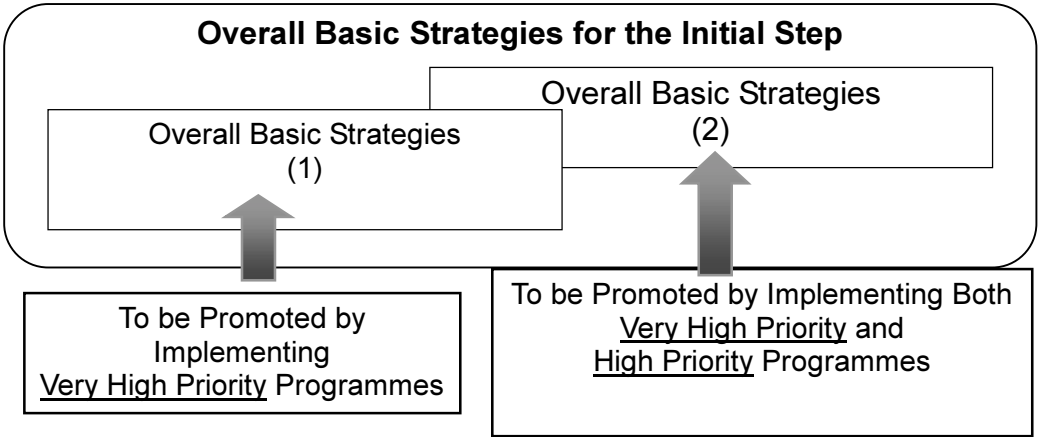 Overall Basic Strategies for the Initial Step
Overall Basic Strategies
(2)
Overall Basic Strategies
(1)
To be Promoted by
Implementing
Very High Priority Programmes
To be Promoted by Implementing Both
Very High Priority and
High Priority Programmes